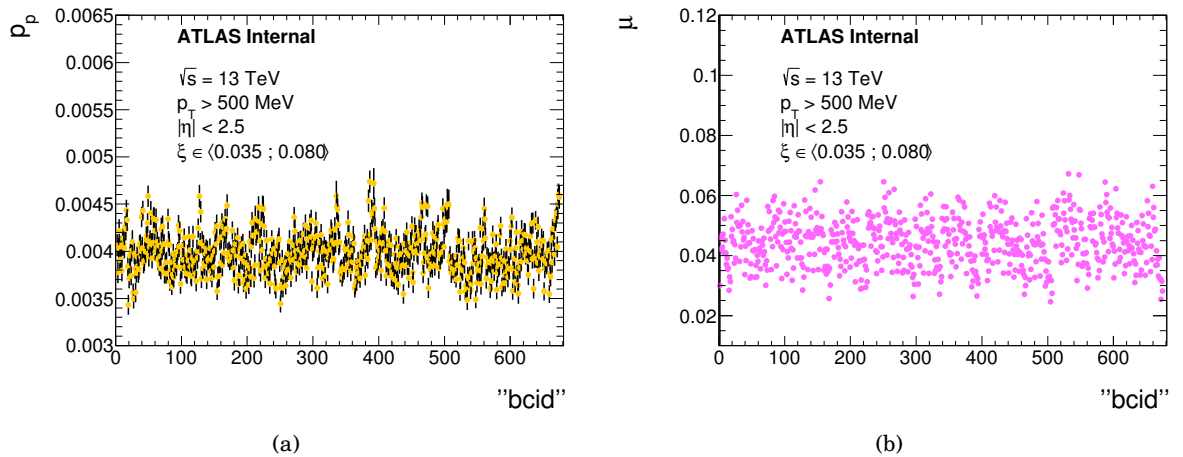 p_p
0.0065
0.006
0.0055
0.005
0.0045
0.004
0.0035
0.003
ATLAS Internal
√s = 13 TeV
p_T > 500 MeV
|η| < 2.5
ξ ∈ ⟨0.035 ; 0.080⟩
0 100 200 300 400 500 600
"bcid"
(a)
μ
0.12
0.1
0.08
0.06
0.04
0.02
ATLAS Internal
√s = 13 TeV
p_T > 500 MeV
|η| < 2.5
ξ ∈ ⟨0.035 ; 0.080⟩
0 100 200 300 400 500 600
"bcid"
(b)